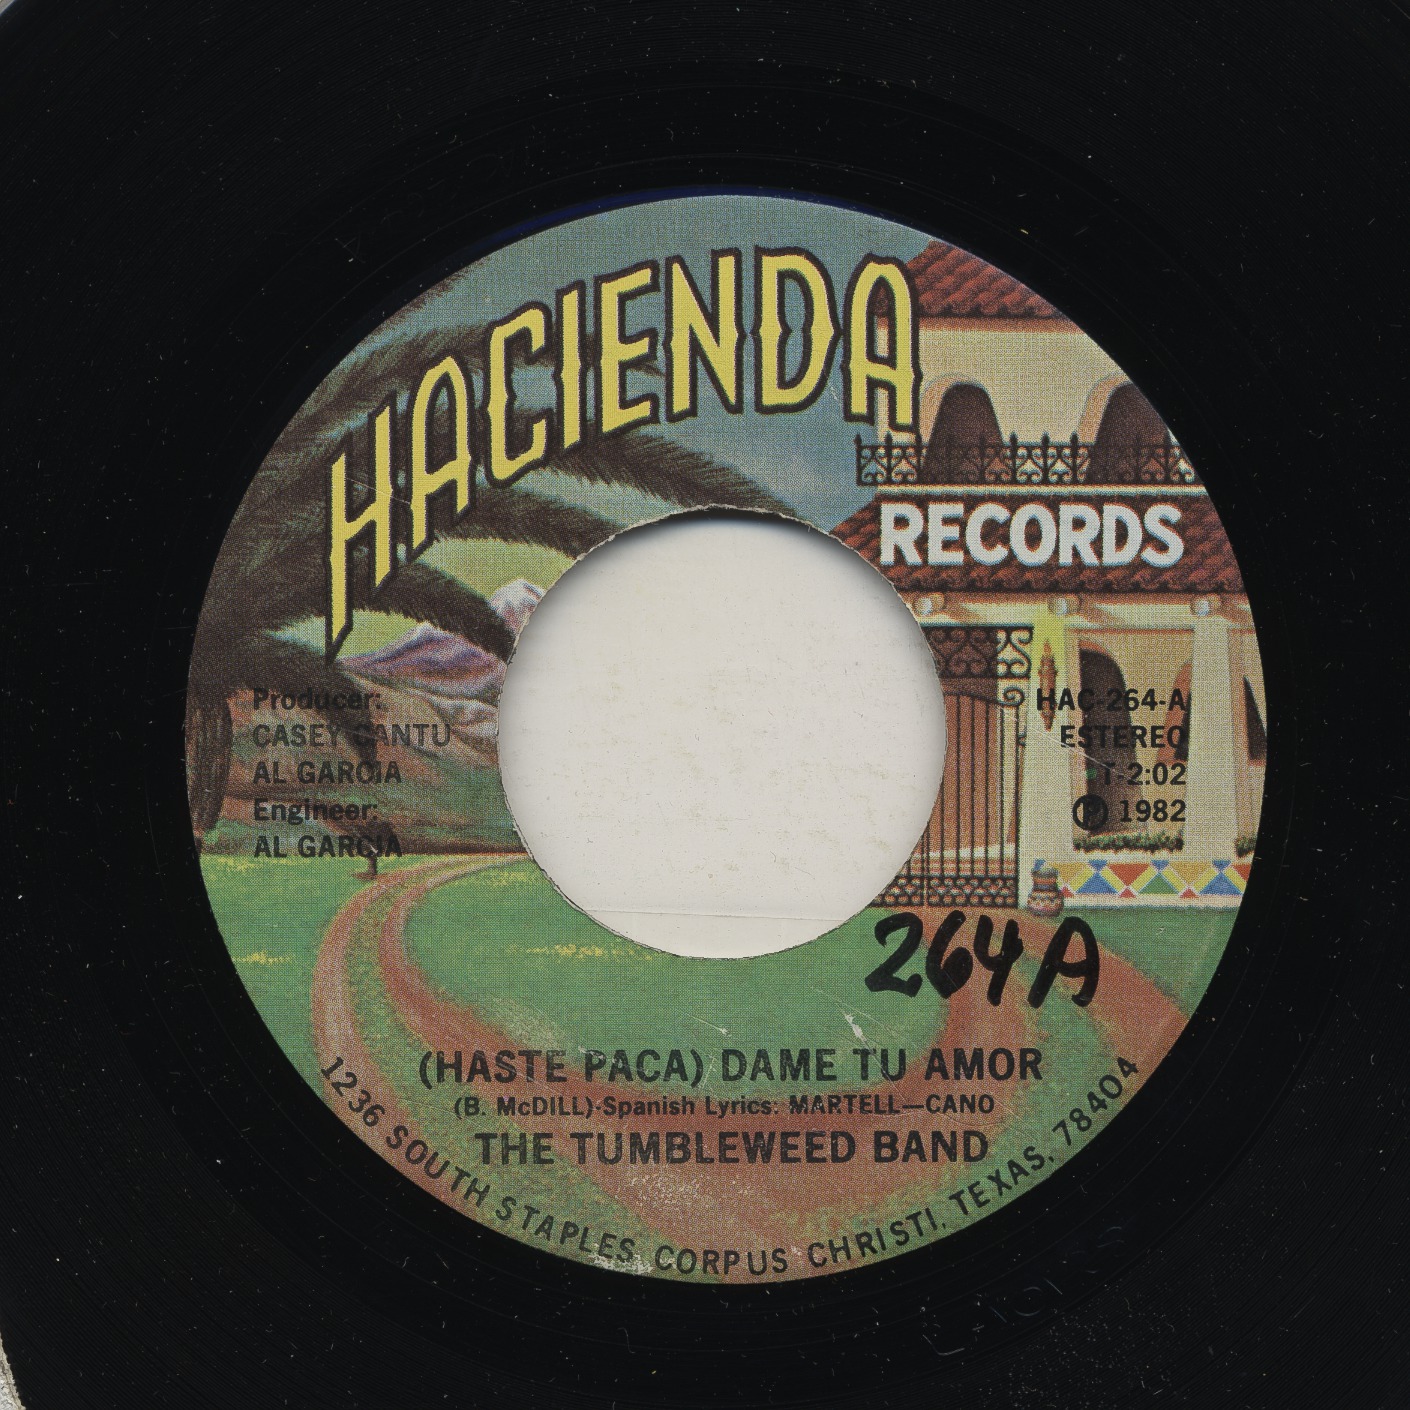 HACIENDA
RECORDS
Producer:
CASEY CANTU
AL GARCIA
Engineer:
AL GARCIA
HAC-264-A
ESTEREO
T-2:02
Ⓟ 1982
264 A
(HASTE PACA) DAME TU AMOR
(B. McDILL)-Spanish Lyrics: MARTELL—CANO
THE TUMBLEWEED BAND
1236 SOUTH STAPLES CORPUS CHRISTI, TEXAS, 78404